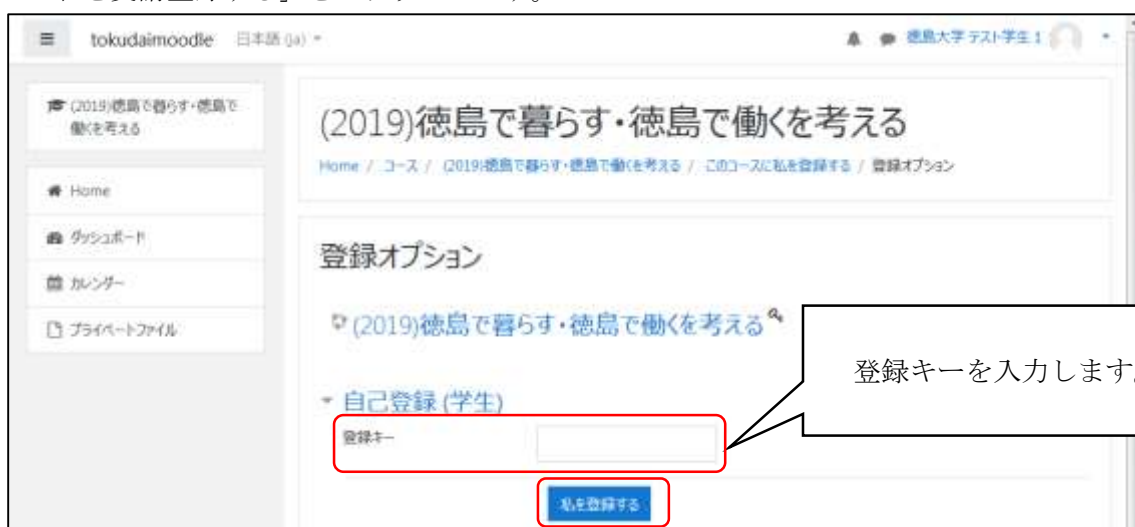 tokudaimoodle 日本語 (ja)
徳島大学 テスト学生 1
(2019)徳島で暮らす・徳島で
働くを考える
(2019)徳島で暮らす・徳島で働くを考える
Home / コース / (2019)徳島で暮らす・徳島で働くを考える / このコースに私を登録する / 登録オプション
Home
ダッシュボード
カレンダー
プライベートファイル
登録オプション
(2019)徳島で暮らす・徳島で働くを考える
登録キーを入力します
自己登録 (学生)
登録キー
私を登録する